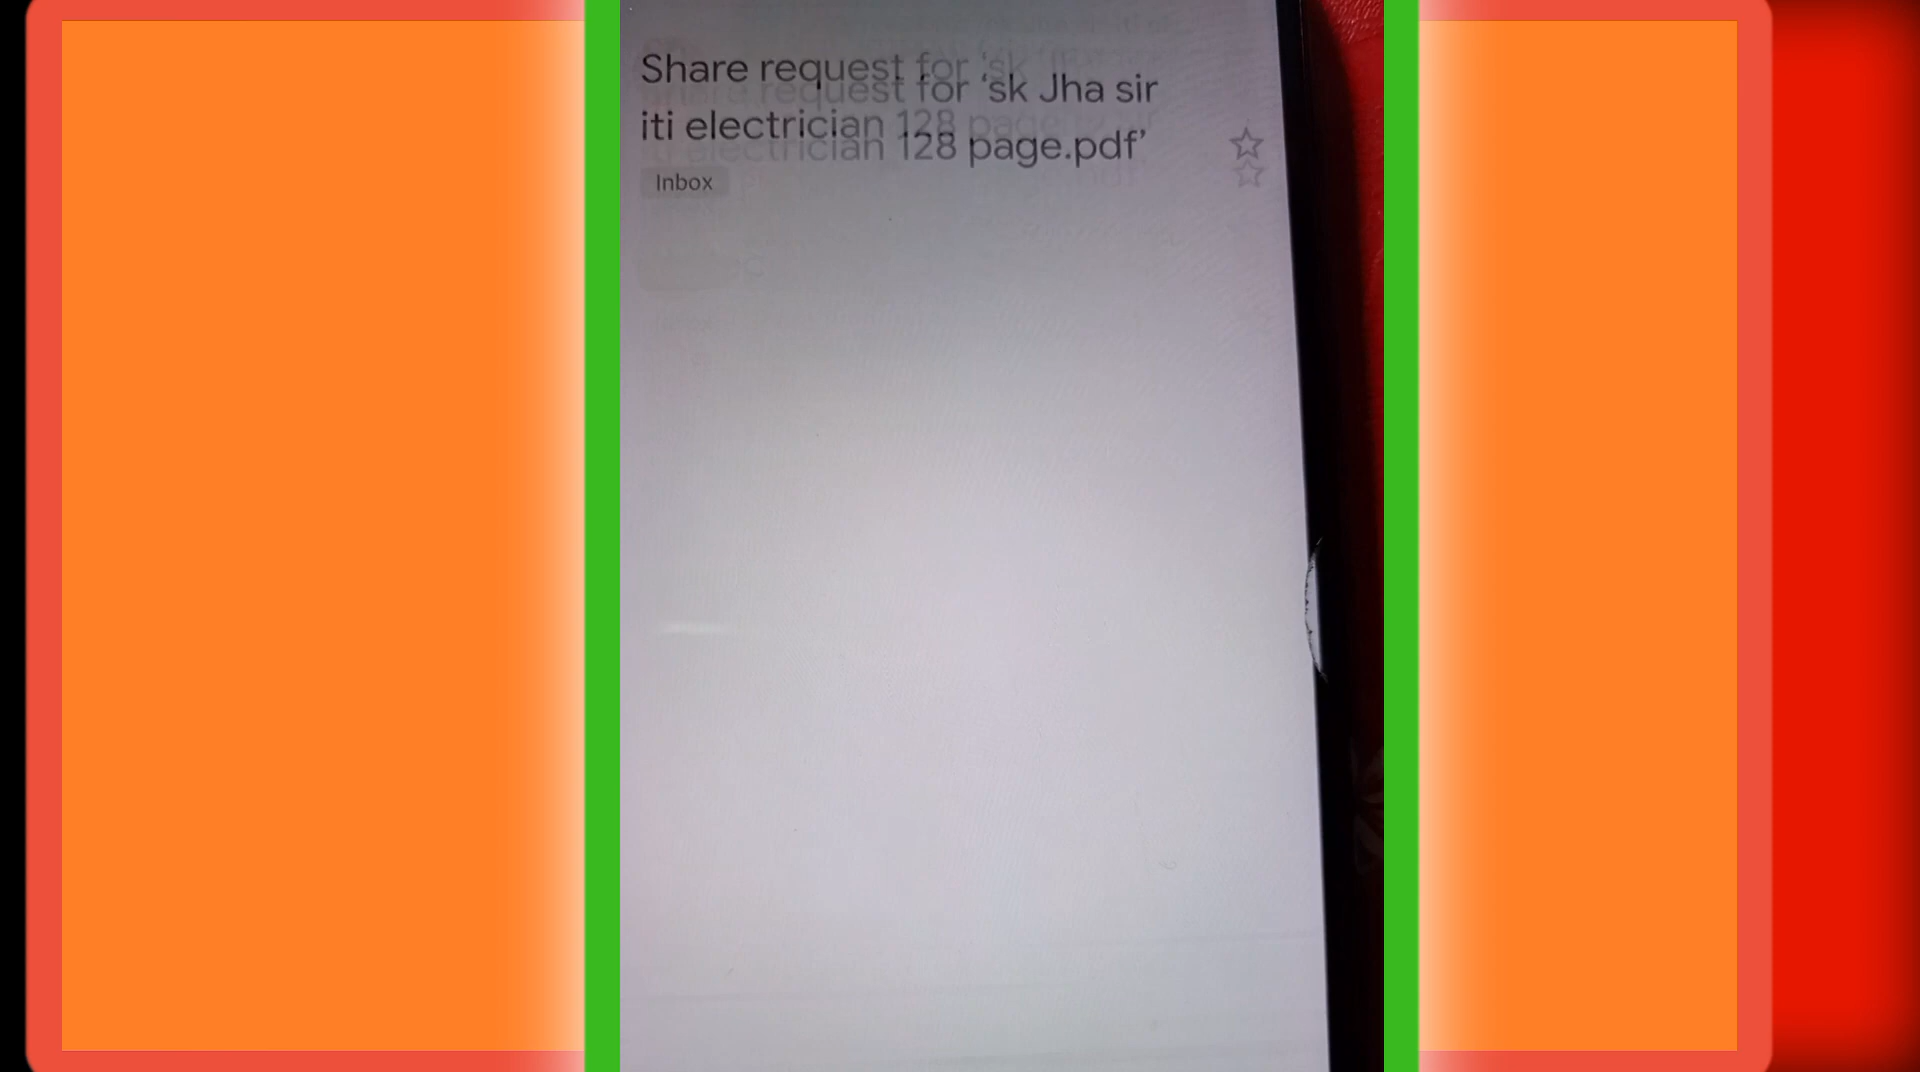 Share request for ‘sk Jha sir
iti electrician 128 page.pdf’
Inbox